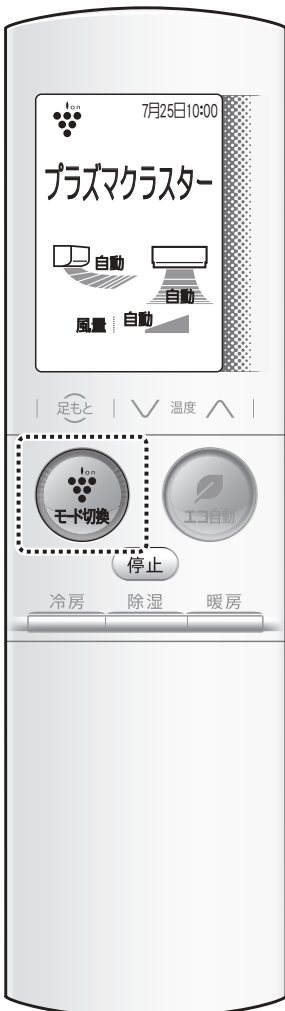 ion
7月25日10:00
プラズマクラスター
自動
自動
風量 自動
足もと 温度
ion
モード切換
エコ自動
停止
冷房 除湿 暖房